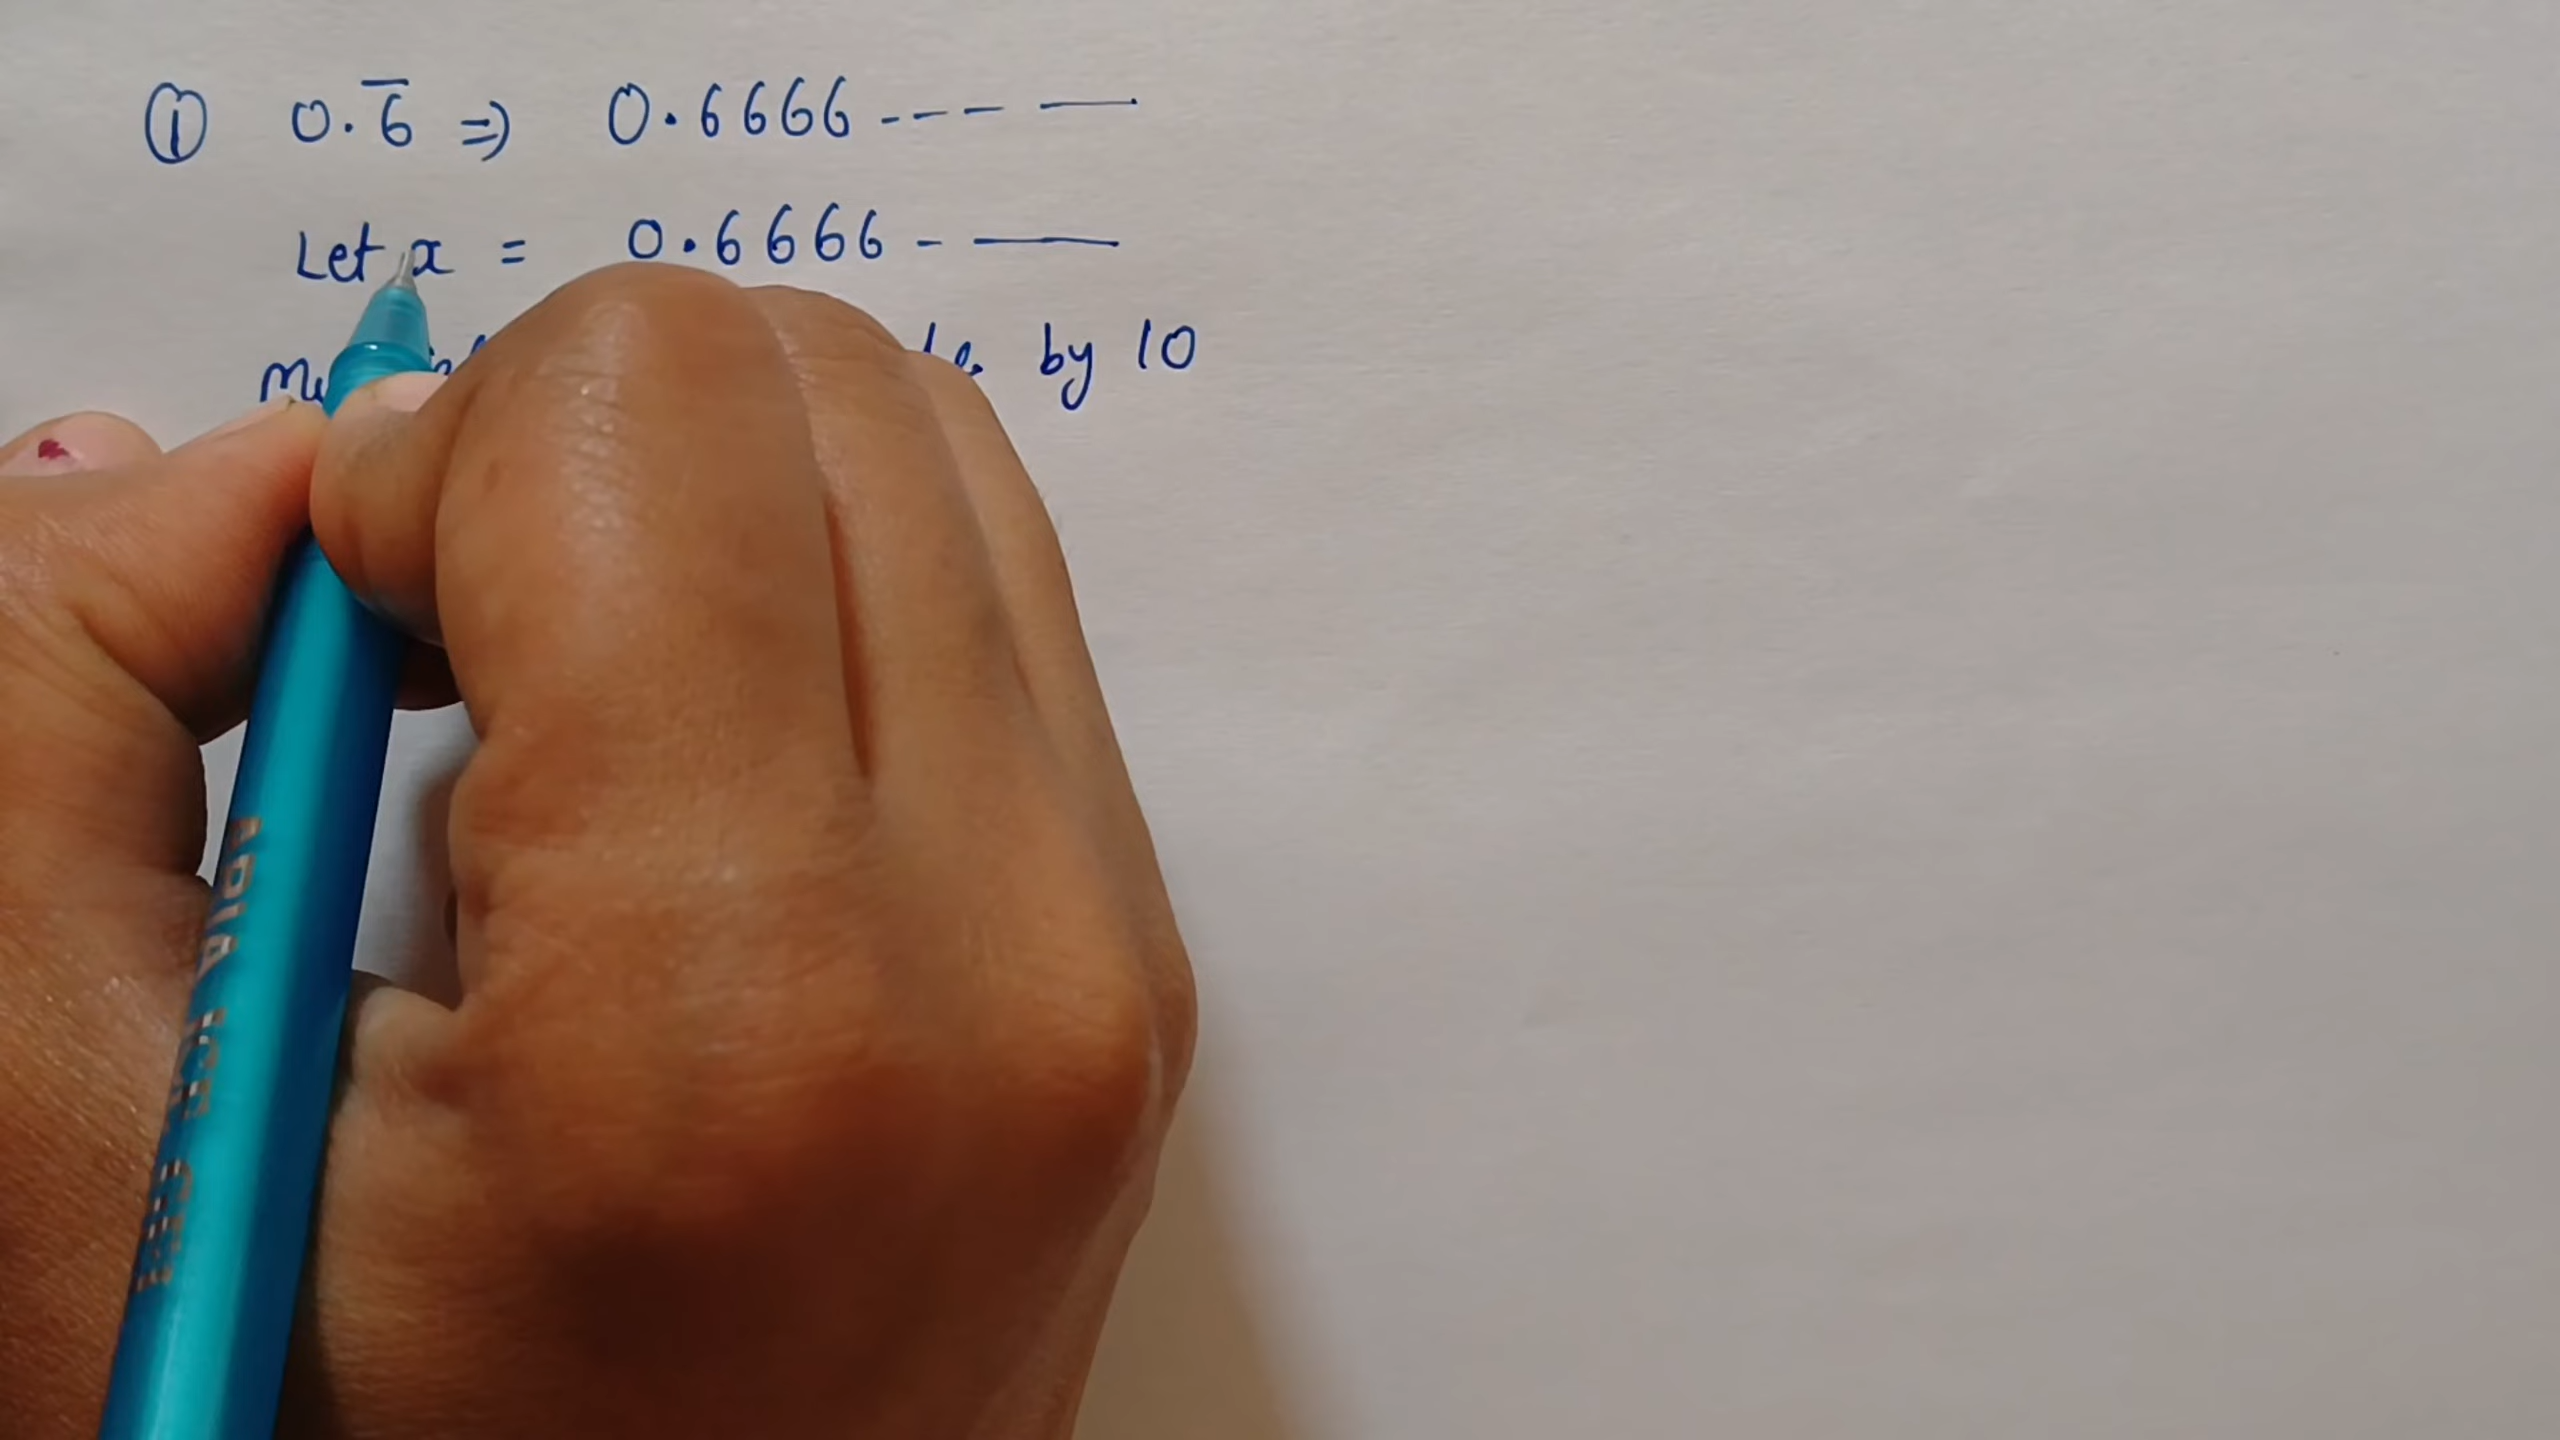 ① 0.6̅ ⇒ 0.6666 ---- —
Let x = 0.6666 - —
by 10